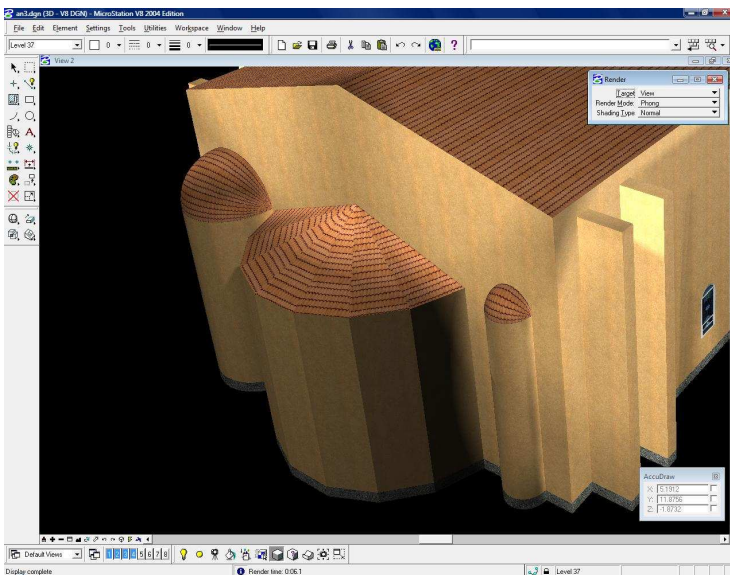 an3.dgn (3D - V8 DGN) - MicroStation V8 2004 Edition
File Edit Element Settings Tools Utilities Workspace Window Help
Level 37 0 0 0 ?
View 2
Render
Target View
Render Mode: Phong
Shading Type Normal
AccuDraw
X: 5.1912
Y: 11.8756
Z: -1.8732
Default Views 1 2 3 4 5 6 7 8
Display complete Render time: 0:06.1 Level 37